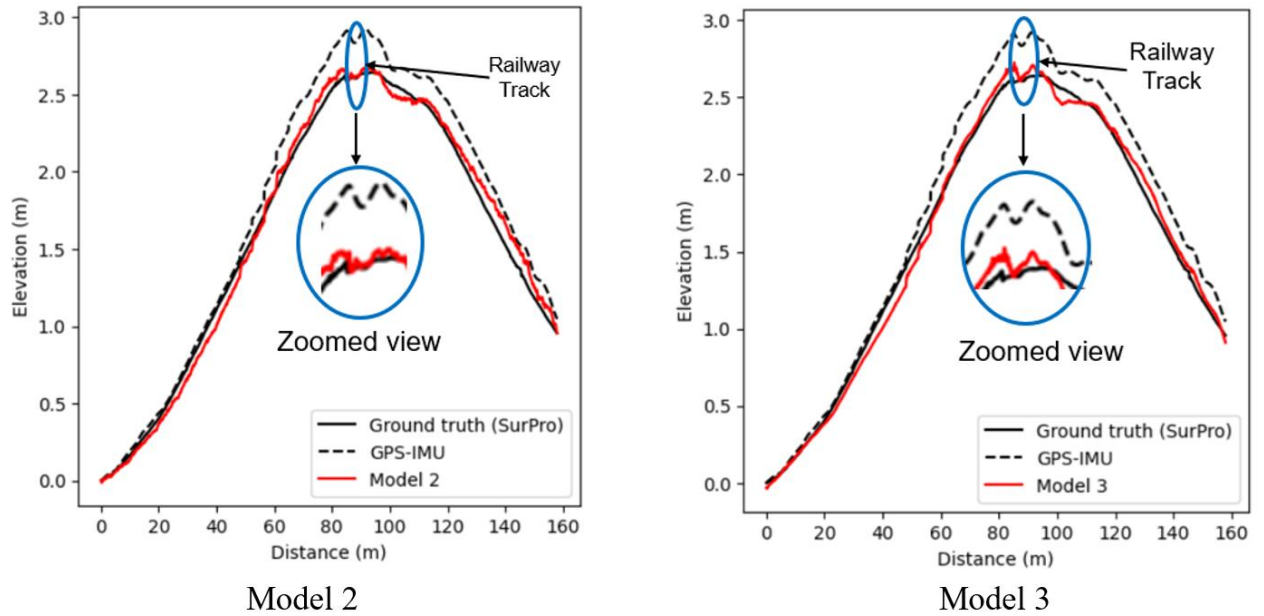 3.0
2.5
2.0
1.5
1.0
0.5
0.0
Elevation (m)
Railway
Track
Zoomed view
Ground truth (SurPro)
GPS-IMU
Model 2
0 20 40 60 80 100 120 140 160
Distance (m)
Model 2
3.0
2.5
2.0
1.5
1.0
0.5
0.0
Elevation (m)
Railway
Track
Zoomed view
Ground truth (SurPro)
GPS-IMU
Model 3
0 20 40 60 80 100 120 140 160
Distance (m)
Model 3